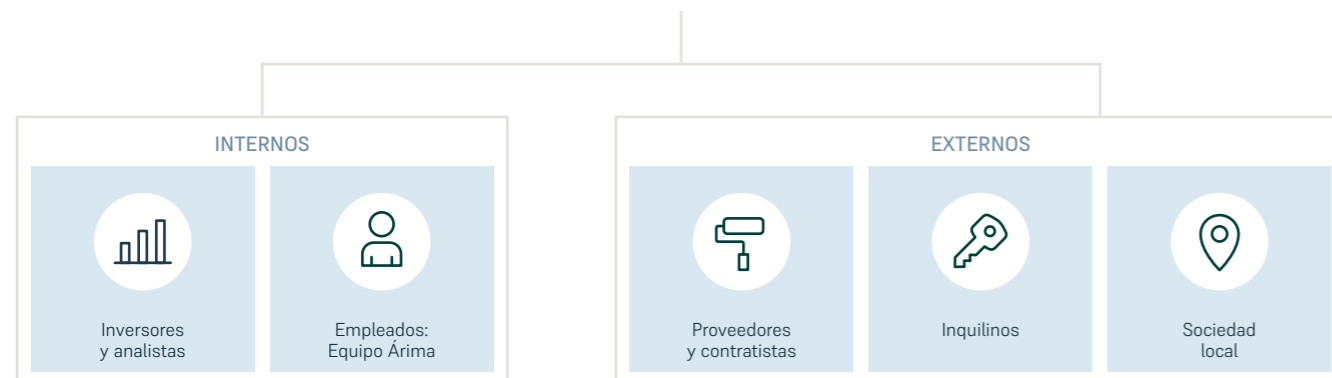 INTERNOS
Inversores
y analistas
Empleados:
Equipo Árima
EXTERNOS
Proveedores
y contratistas
Inquilinos
Sociedad
local